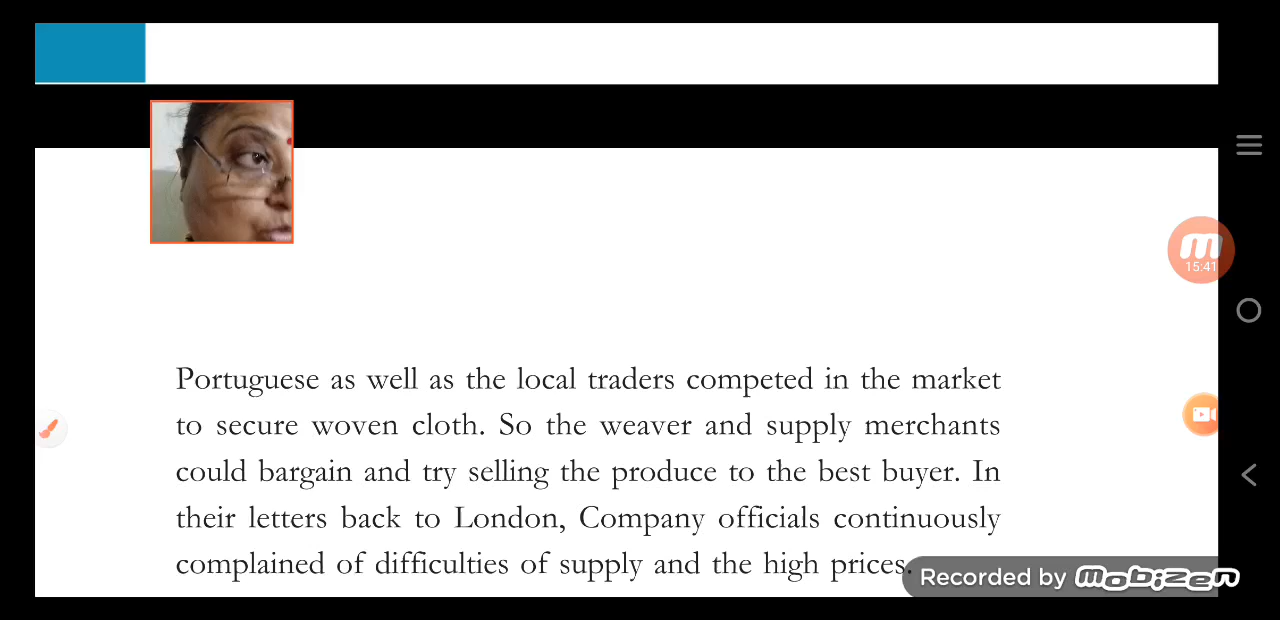 15:41
Portuguese as well as the local traders competed in the market
to secure woven cloth. So the weaver and supply merchants
could bargain and try selling the produce to the best buyer. In
their letters back to London, Company officials continuously
complained of difficulties of supply and the high prices.
Recorded by mobizen